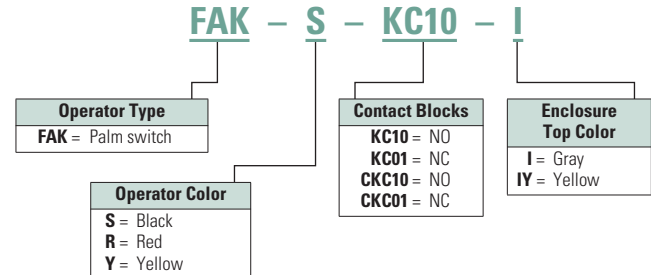 FAK – S – KC10 – I
Operator Type
FAK = Palm switch
Operator Color
S = Black
R = Red
Y = Yellow
Contact Blocks
KC10 = NO
KC01 = NC
CKC10 = NO
CKC01 = NC
Enclosure
Top Color
I = Gray
IY = Yellow